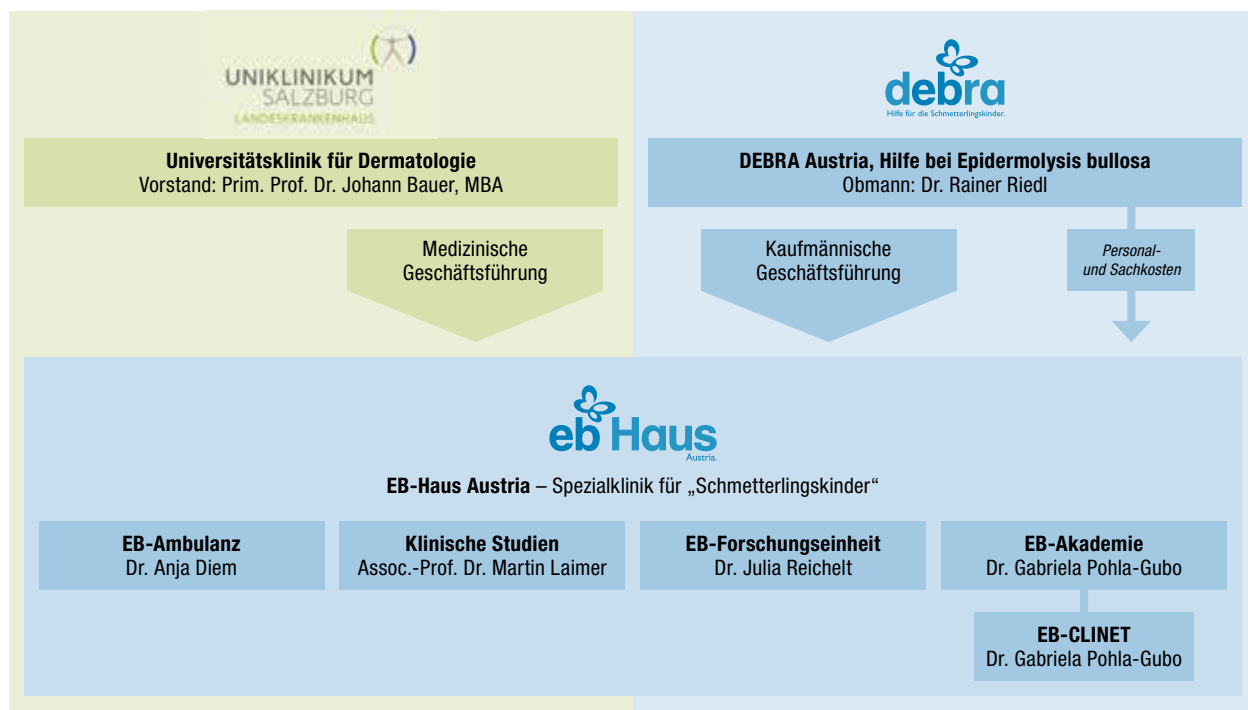 UNIKLINIKUM
SALZBURG
LANDESKRANKENHAUS
debra
Hilfe für die Schmetterlingskinder.
Universitätsklinik für Dermatologie
Vorstand: Prim. Prof. Dr. Johann Bauer, MBA
DEBRA Austria, Hilfe bei Epidermolysis bullosa
Obmann: Dr. Rainer Riedl
Medizinische
Geschäftsführung
Kaufmännische
Geschäftsführung
Personal-
und Sachkosten
eb Haus
Austria.
EB-Haus Austria – Spezialklinik für „Schmetterlingskinder“
EB-Ambulanz
Dr. Anja Diem
Klinische Studien
Assoc.-Prof. Dr. Martin Laimer
EB-Forschungseinheit
Dr. Julia Reichelt
EB-Akademie
Dr. Gabriela Pohla-Gubo
EB-CLINET
Dr. Gabriela Pohla-Gubo